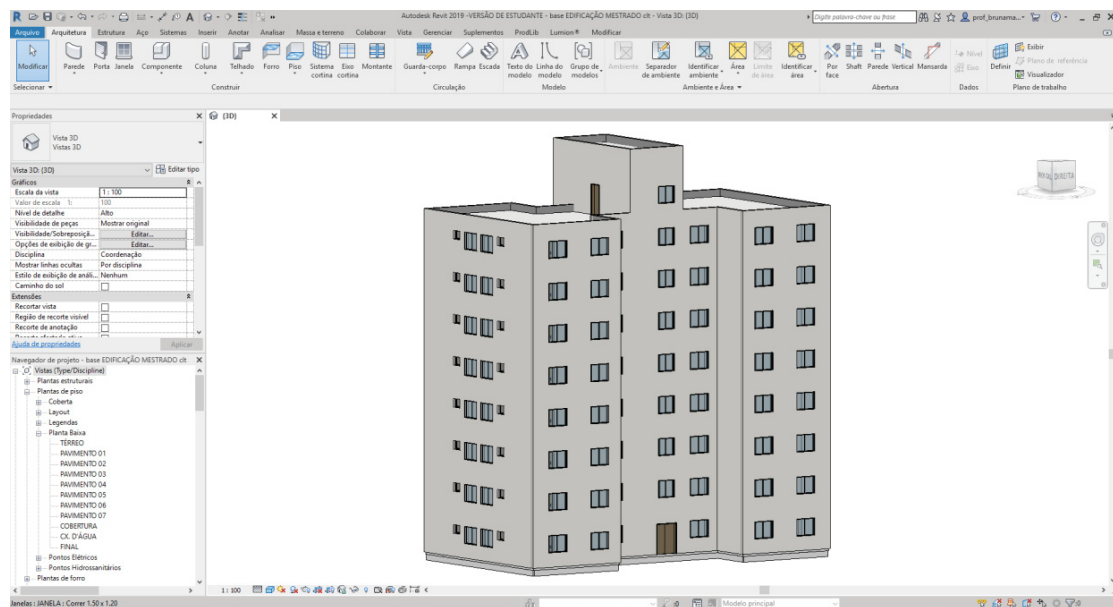 Autodesk Revit 2019 -VERSÃO DE ESTUDANTE - base EDIFICAÇÃO MESTRADO clt - Vista 3D: {3D}
Digite palavra-chave ou frase
prof_brunama...
Arquivo Arquitetura Estrutura Aço Sistemas Inserir Anotar Analisar Massa e terreno Colaborar Vista Gerenciar Suplementos ProdLib Lumion® Modificar
Modificar Parede Porta Janela Componente Coluna Telhado Forro Piso Sistema cortina Eixo cortina Montante Guarda-corpo Rampa Escada Texto do modelo Linha do modelo Grupo de modelos Ambiente Separador de ambiente Identificar ambiente Área Limite de área Identificar área Por face Shaft Parede Vertical Mansarda Nível Eixo Definir Exibir Plano de referência Visualizador
Selecionar Construir Circulação Modelo Ambiente e Área Abertura Dados Plano de trabalho
Propriedades
{3D}
Vista 3D
Vistas 3D
Vista 3D: {3D} Editar tipo
Gráficos
Escala da vista 1 : 100
Valor de escala 1: 100
Nível de detalhe Alto
Visibilidade de peças Mostrar original
Visibilidade/Sobreposiçã... Editar...
Opções de exibição de gr... Editar...
Disciplina Coordenação
Mostrar linhas ocultas Por disciplina
Estilo de exibição de análi... Nenhum
Caminho do sol
Extensões
Recortar vista
Região de recorte visível
Recorte de anotação
Ajuda de propriedades Aplicar
Navegador de projeto - base EDIFICAÇÃO MESTRADO clt
Vistas (Type/Discipline)
Plantas estruturais
Plantas de piso
Coberta
Layout
Legendas
Planta Baixa
TÉRREO
PAVIMENTO 01
PAVIMENTO 02
PAVIMENTO 03
PAVIMENTO 04
PAVIMENTO 05
PAVIMENTO 06
PAVIMENTO 07
COBERTURA
CX. D'ÁGUA
FINAL
Pontos Elétricos
Pontos Hidrossanitários
Plantas de forro
DIREITA
1 : 100
Janelas : JANELA : Correr 1.50 x 1.20
:0
Modelo principal
:0